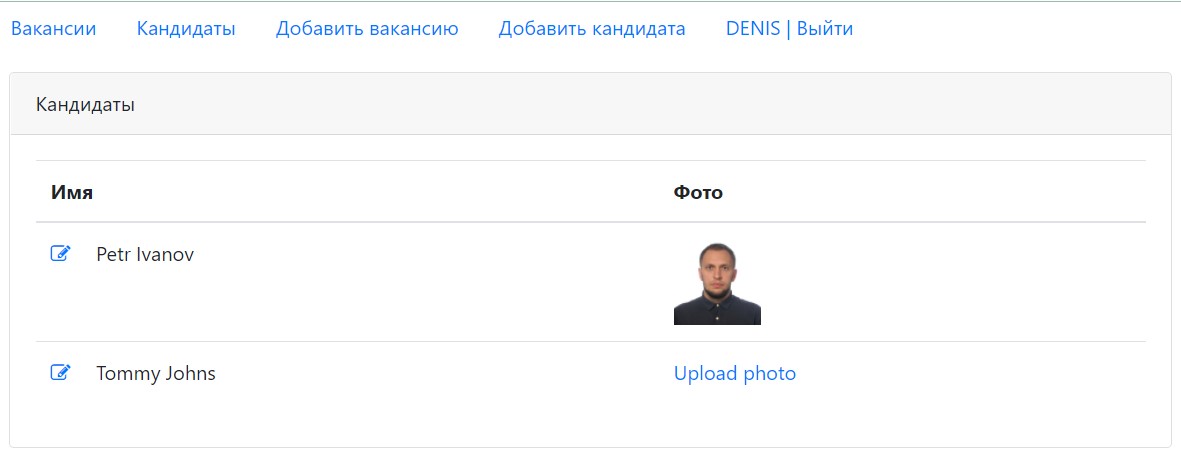 Вакансии Кандидаты Добавить вакансию Добавить кандидата DENIS | Выйти
Кандидаты
Имя Фото
Petr Ivanov
Tommy Johns Upload photo